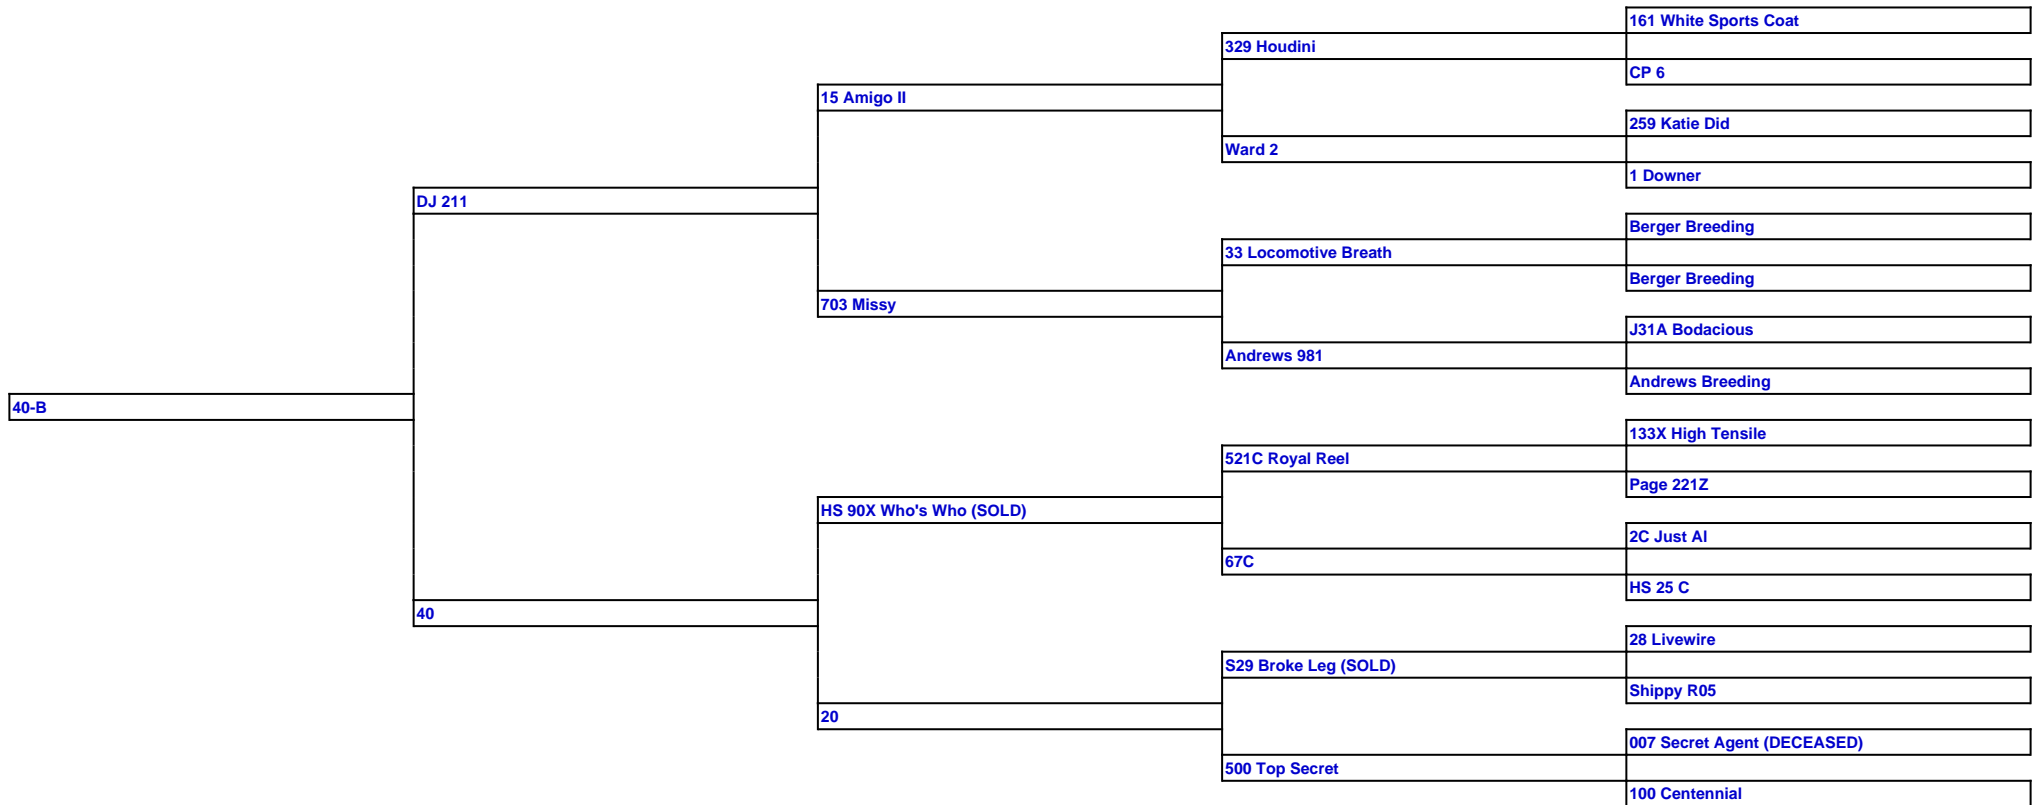 161 White Sports Coat
329 Houdini
CP 6
15 Amigo II
259 Katie Did
Ward 2
1 Downer
DJ 211
Berger Breeding
33 Locomotive Breath
Berger Breeding
703 Missy
J31A Bodacious
Andrews 981
Andrews Breeding
40-B
133X High Tensile
521C Royal Reel
Page 221Z
HS 90X Who's Who (SOLD)
2C Just Al
67C
HS 25 C
40
28 Livewire
S29 Broke Leg (SOLD)
Shippy R05
20
007 Secret Agent (DECEASED)
500 Top Secret
100 Centennial